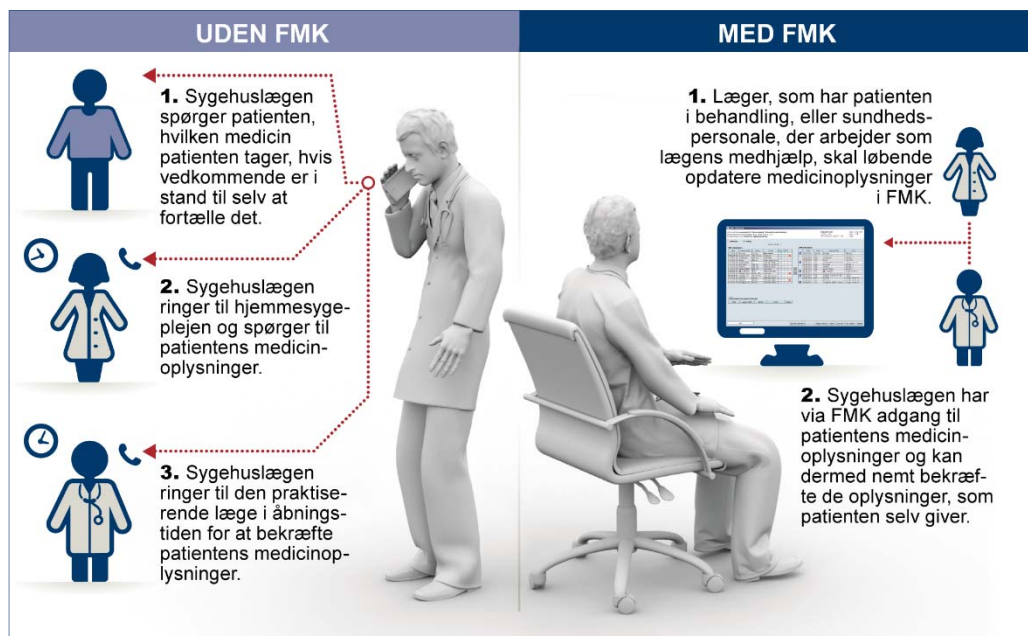 UDEN FMK
1. Sygehuslægen
spørger patienten,
hvilken medicin
patienten tager, hvis
vedkommende er i
stand til selv at
fortælle det.
2. Sygehuslægen
ringer til hjemmesyge-
plejen og spørger til
patientens medicin-
oplysninger.
3. Sygehuslægen
ringer til den praktise-
rende læge i åbnings-
tiden for at bekræfte
patientens medicinop-
lysninger.
MED FMK
1. Læger, som har patienten
i behandling, eller sundheds-
personale, der arbejder som
lægens medhjælp, skal løbende
opdatere medicinoplysninger
i FMK.
2. Sygehuslægen har
via FMK adgang til
patientens medicin-
oplysninger og kan
dermed nemt bekræf-
te de oplysninger, som
patienten selv giver.